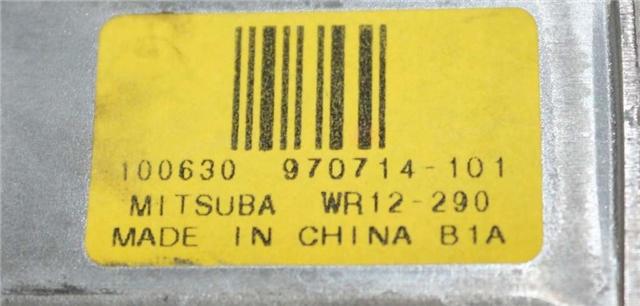 100630 970714-101
MITSUBA WR12-290
MADE IN CHINA B1A